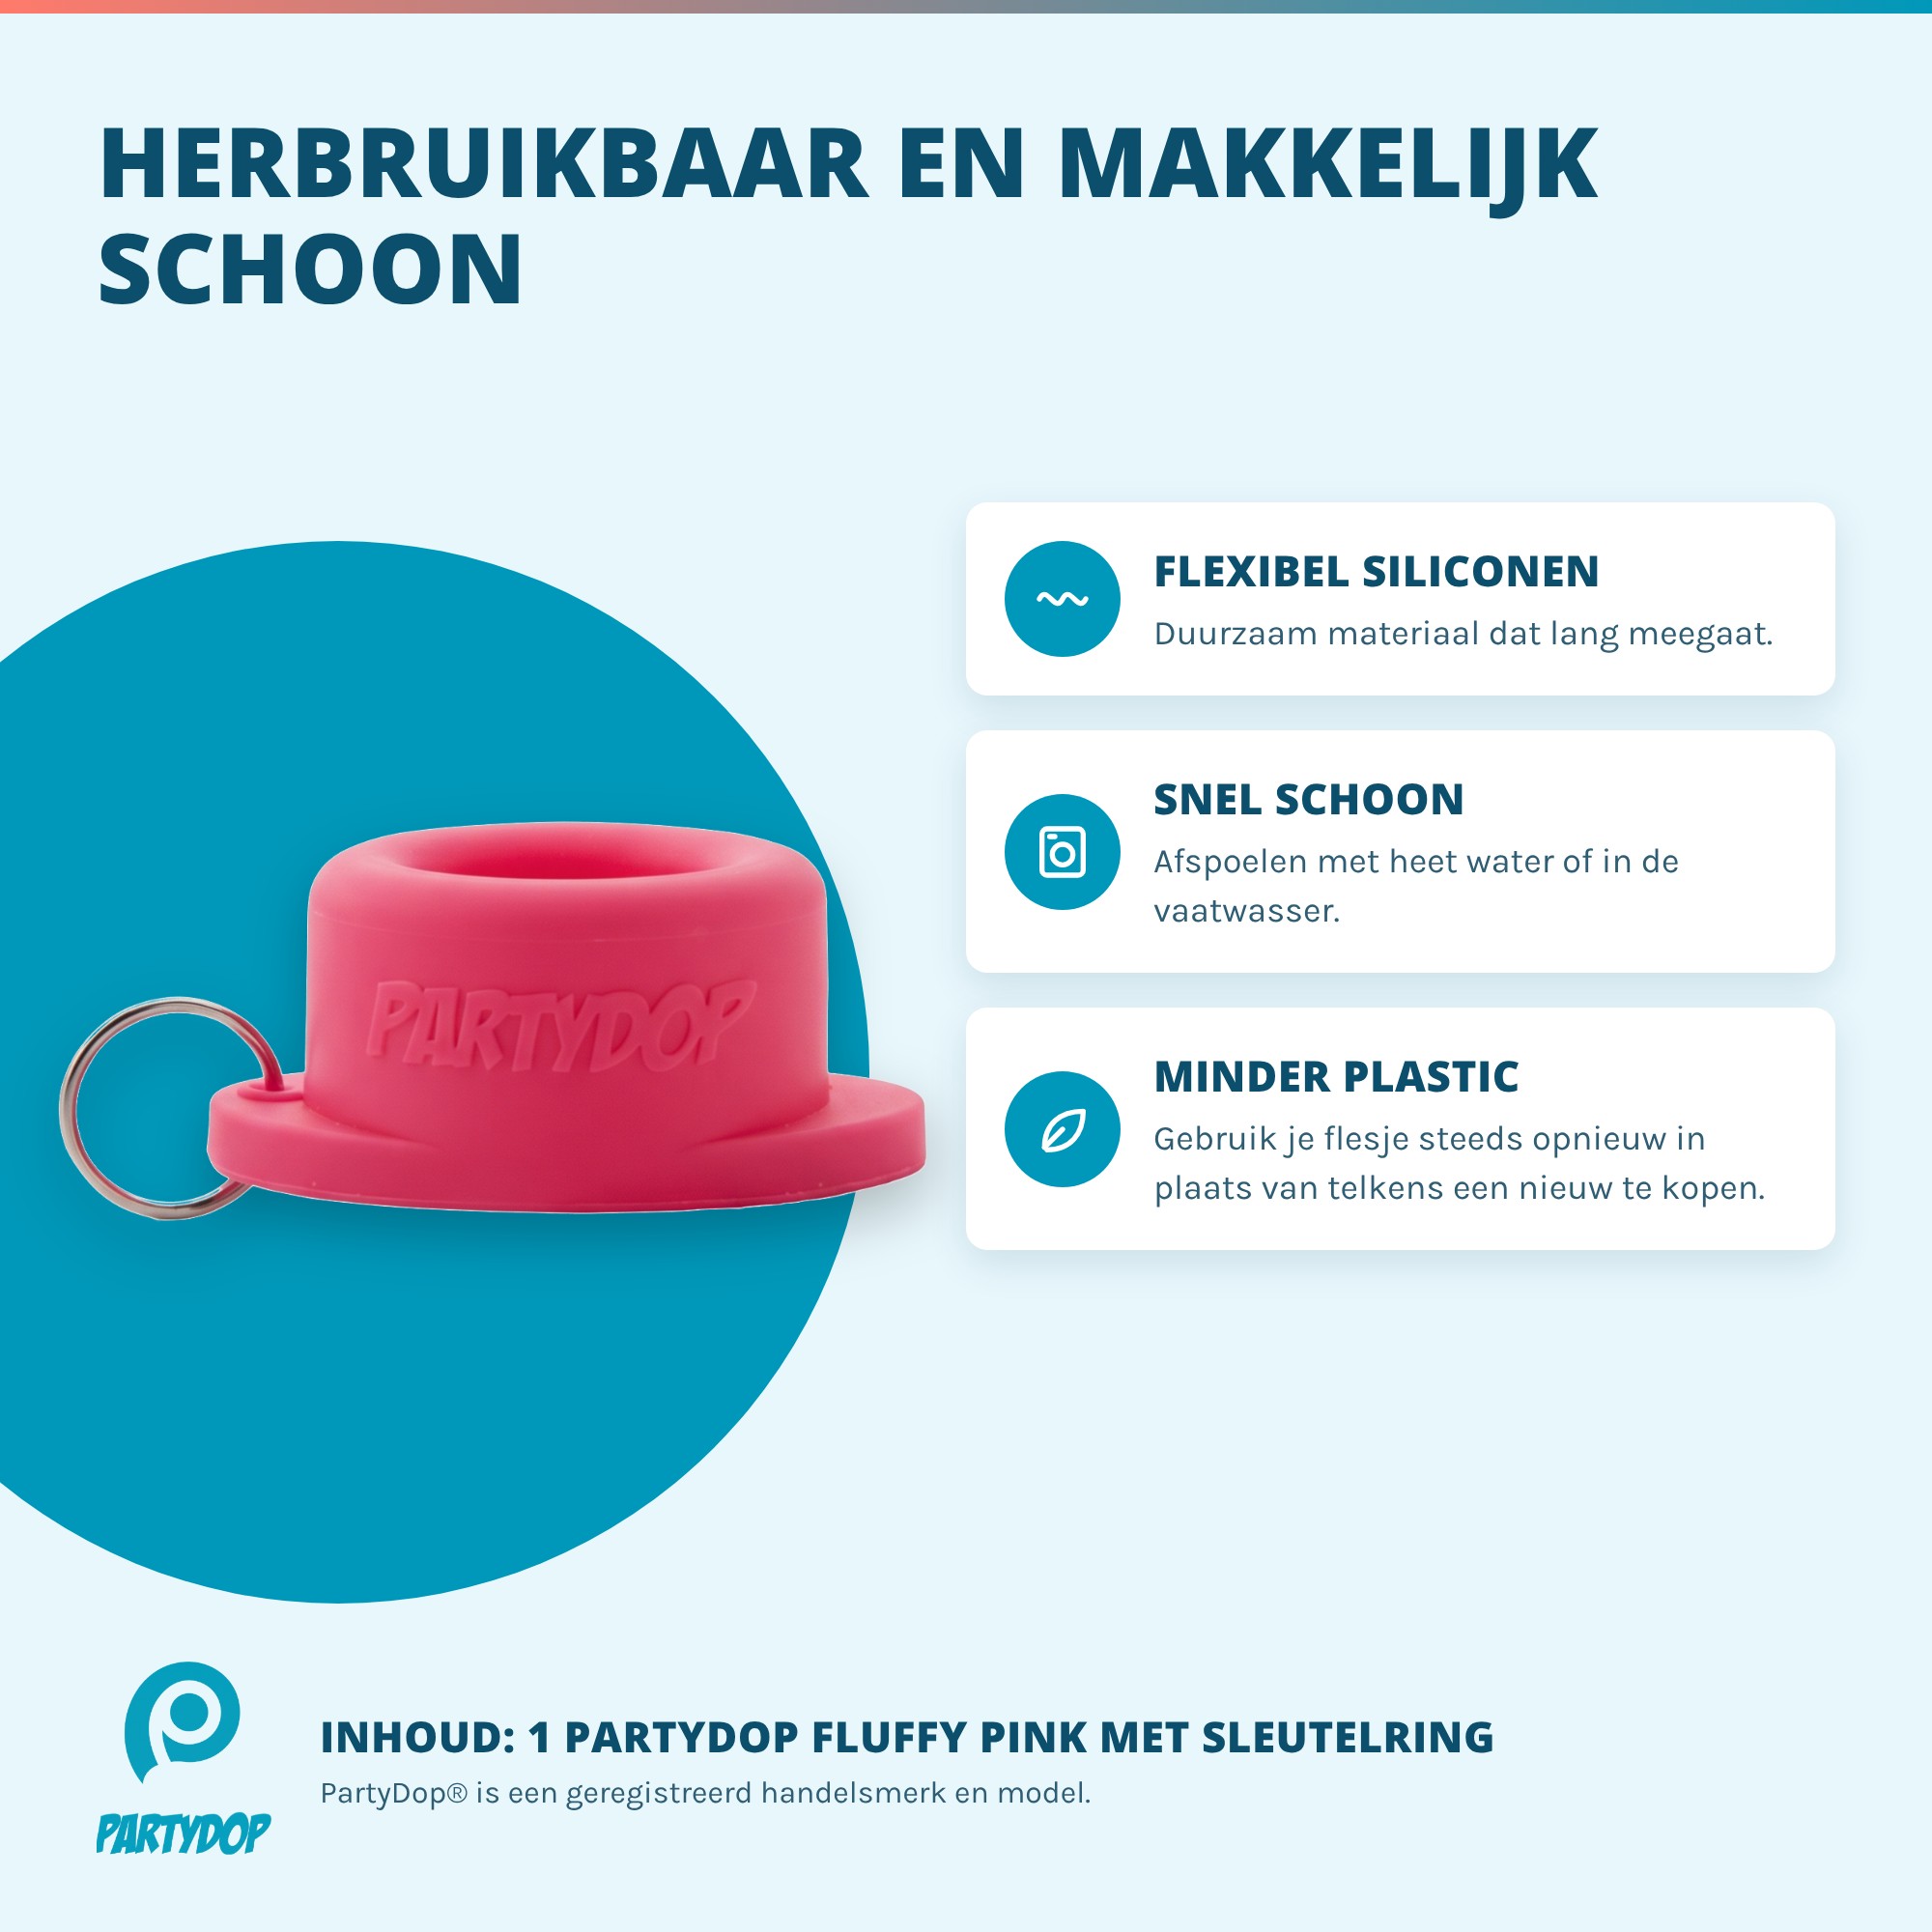 HERBRUIKBAAR EN MAKKELIJK
SCHOON
FLEXIBEL SILICONEN
Duurzaam materiaal dat lang meegaat.
SNEL SCHOON
Afspoelen met heet water of in de
vaatwasser.
MINDER PLASTIC
Gebruik je flesje steeds opnieuw in
plaats van telkens een nieuw te kopen.
PARTYDOP
INHOUD: 1 PARTYDOP FLUFFY PINK MET SLEUTELRING
PartyDop® is een geregistreerd handelsmerk en model.
PARTYDOP